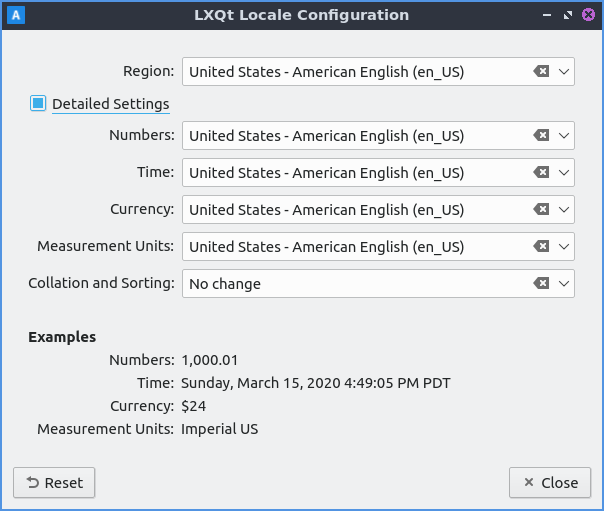 A
LXQt Locale Configuration
Region: United States - American English (en_US)
Detailed Settings
Numbers: United States - American English (en_US)
Time: United States - American English (en_US)
Currency: United States - American English (en_US)
Measurement Units: United States - American English (en_US)
Collation and Sorting: No change
Examples
Numbers: 1,000.01
Time: Sunday, March 15, 2020 4:49:05 PM PDT
Currency: $24
Measurement Units: Imperial US
Reset
Close